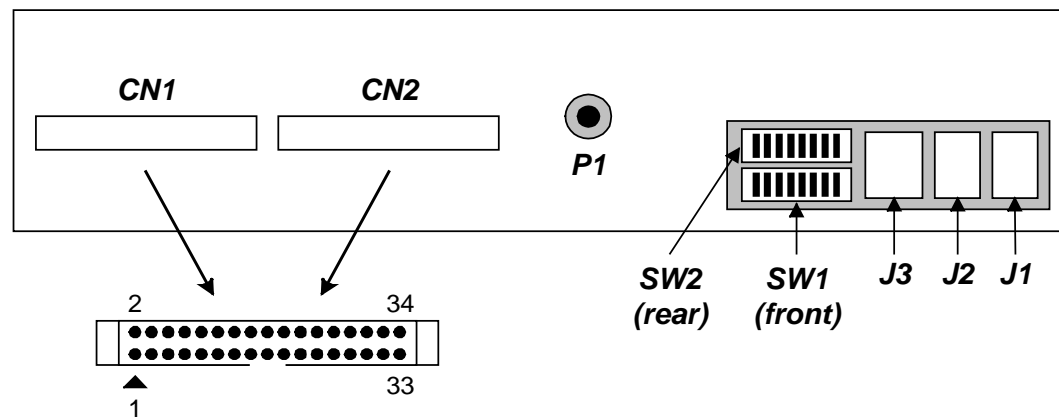 CN1
CN2
P1
SW2
(rear)
SW1
(front)
J3
J2
J1
2
34
33
1